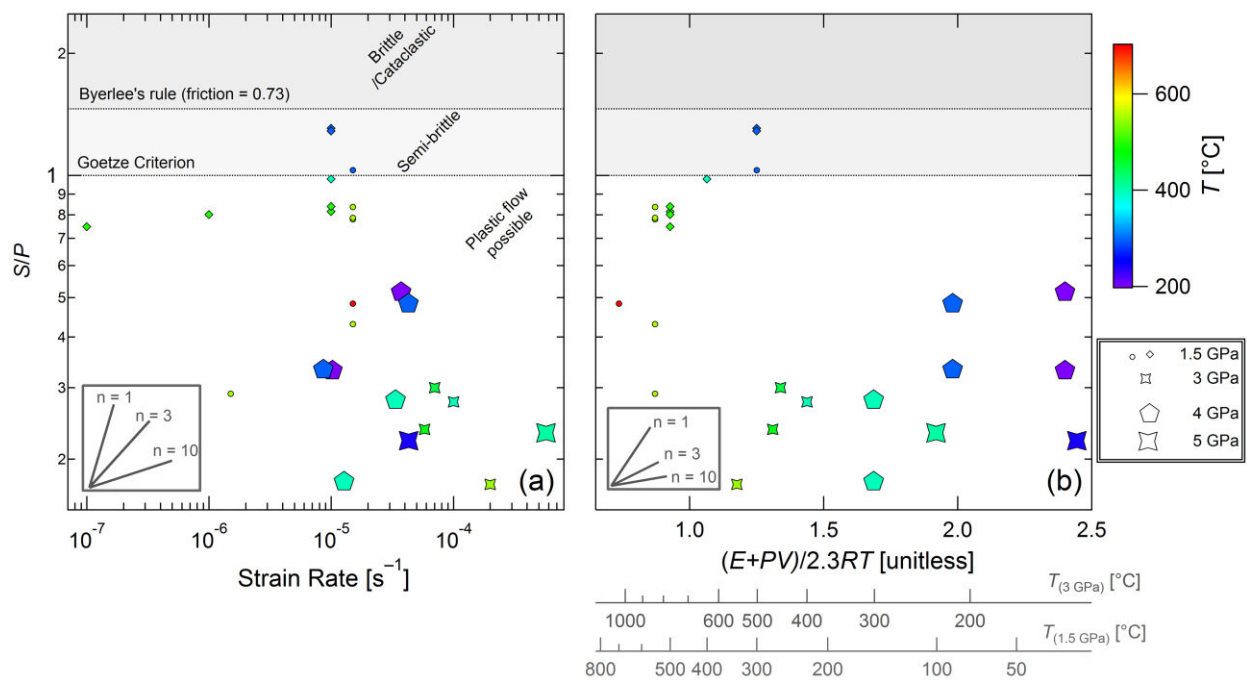 2
Brittle
/Cataclastic
Byerlee's rule (friction = 0.73)
Semi-brittle
Goetze Criterion
1
9
8
7
6
5
4
3
2
S/P
Plastic flow
possible
n = 1
n = 3
n = 10
(a)
10⁻⁷ 10⁻⁶ 10⁻⁵ 10⁻⁴
Strain Rate [s⁻¹]
n = 1
n = 3
n = 10
(b)
1.0 1.5 2.0 2.5
(E+PV)/2.3RT [unitless]
T(3 GPa) [°C]
1000 600 500 400 300 200
T(1.5 GPa) [°C]
800 500 400 300 200 100 50
600
400
200
T [°C]
1.5 GPa
3 GPa
4 GPa
5 GPa